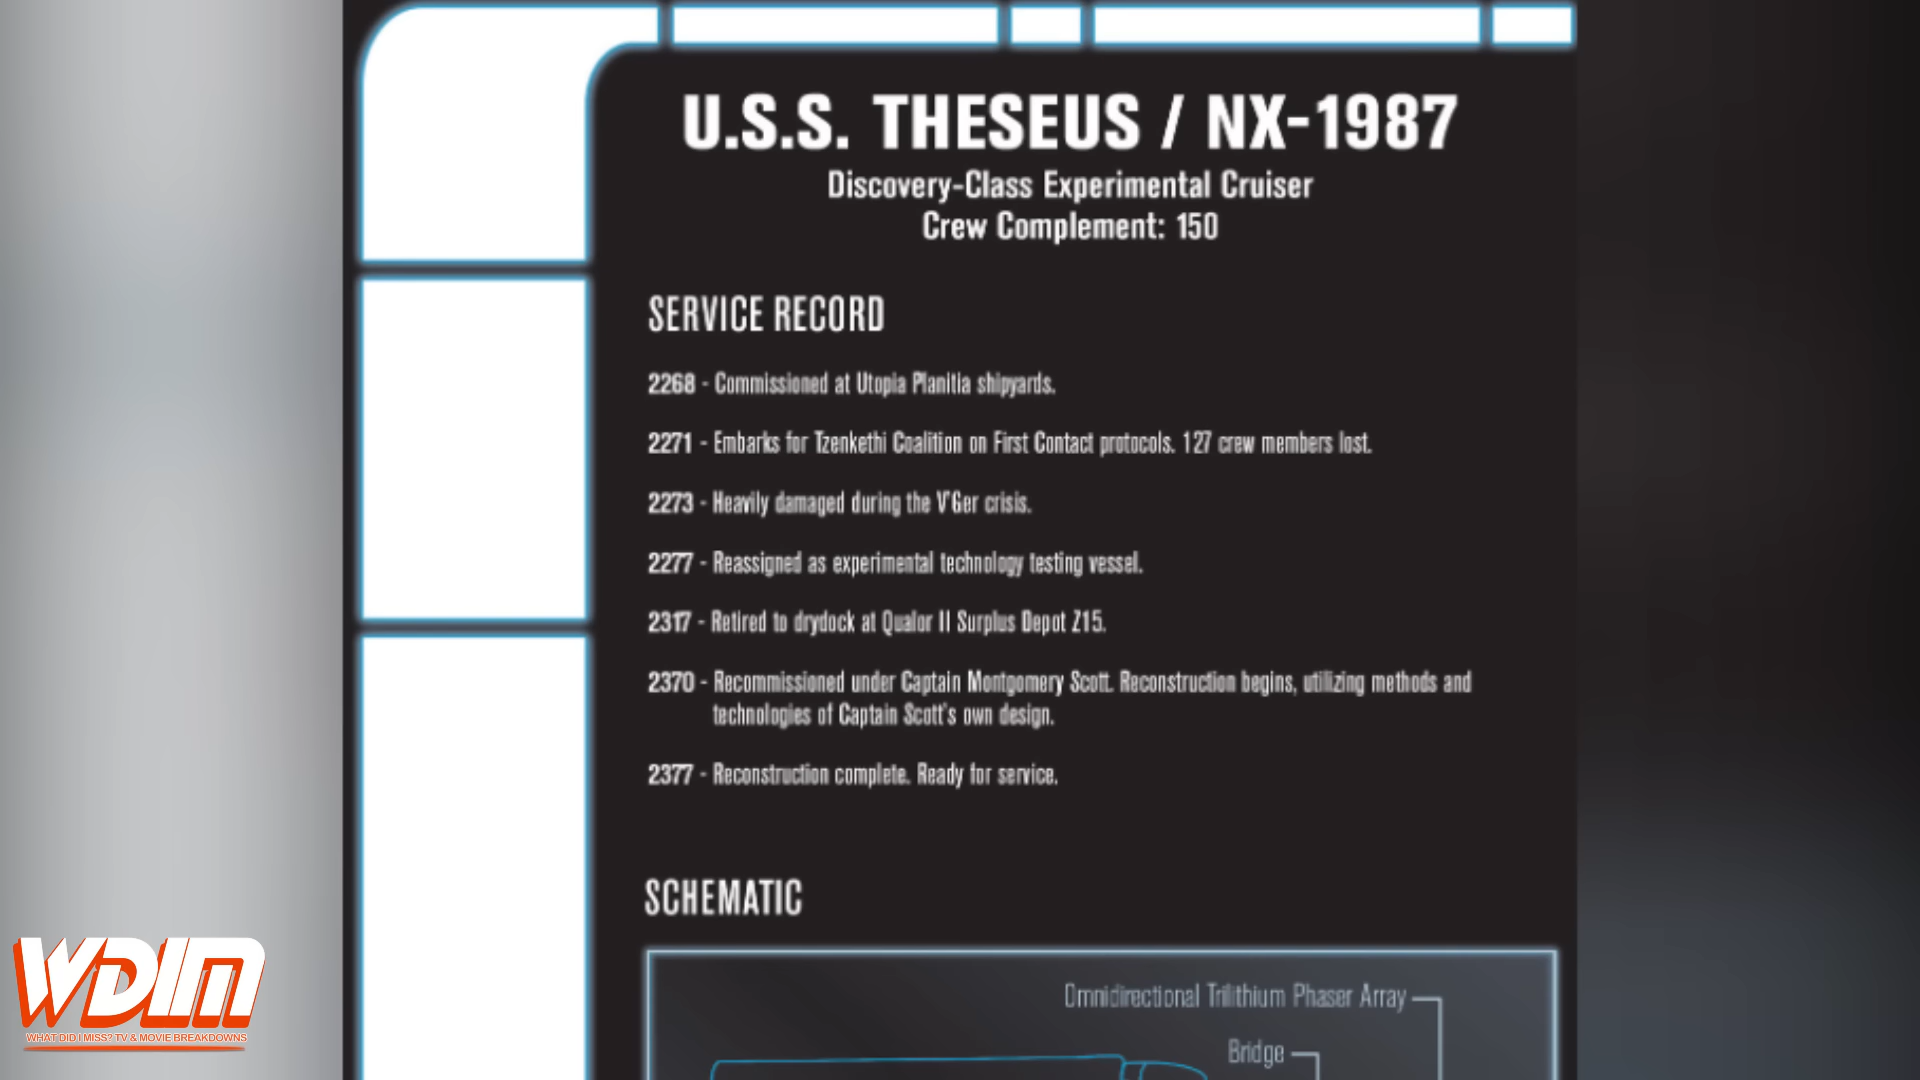 U.S.S. THESEUS / NX-1987
Discovery-Class Experimental Cruiser
Crew Complement: 150
SERVICE RECORD
2268 - Commissioned at Utopia Planitia shipyards.
2271 - Embarks for Tzenkethi Coalition on First Contact protocols. 127 crew members lost.
2273 - Heavily damaged during the V'Ger crisis.
2277 - Reassigned as experimental technology testing vessel.
2317 - Retired to drydock at Qualor II Surplus Depot Z15.
2370 - Recommissioned under Captain Montgomery Scott. Reconstruction begins, utilizing methods and
technologies of Captain Scott's own design.
2377 - Reconstruction complete. Ready for service.
SCHEMATIC
Omnidirectional Trilithium Phaser Array
Bridge
WDIM
WHAT DID I MISS? TV & MOVIE BREAKDOWNS